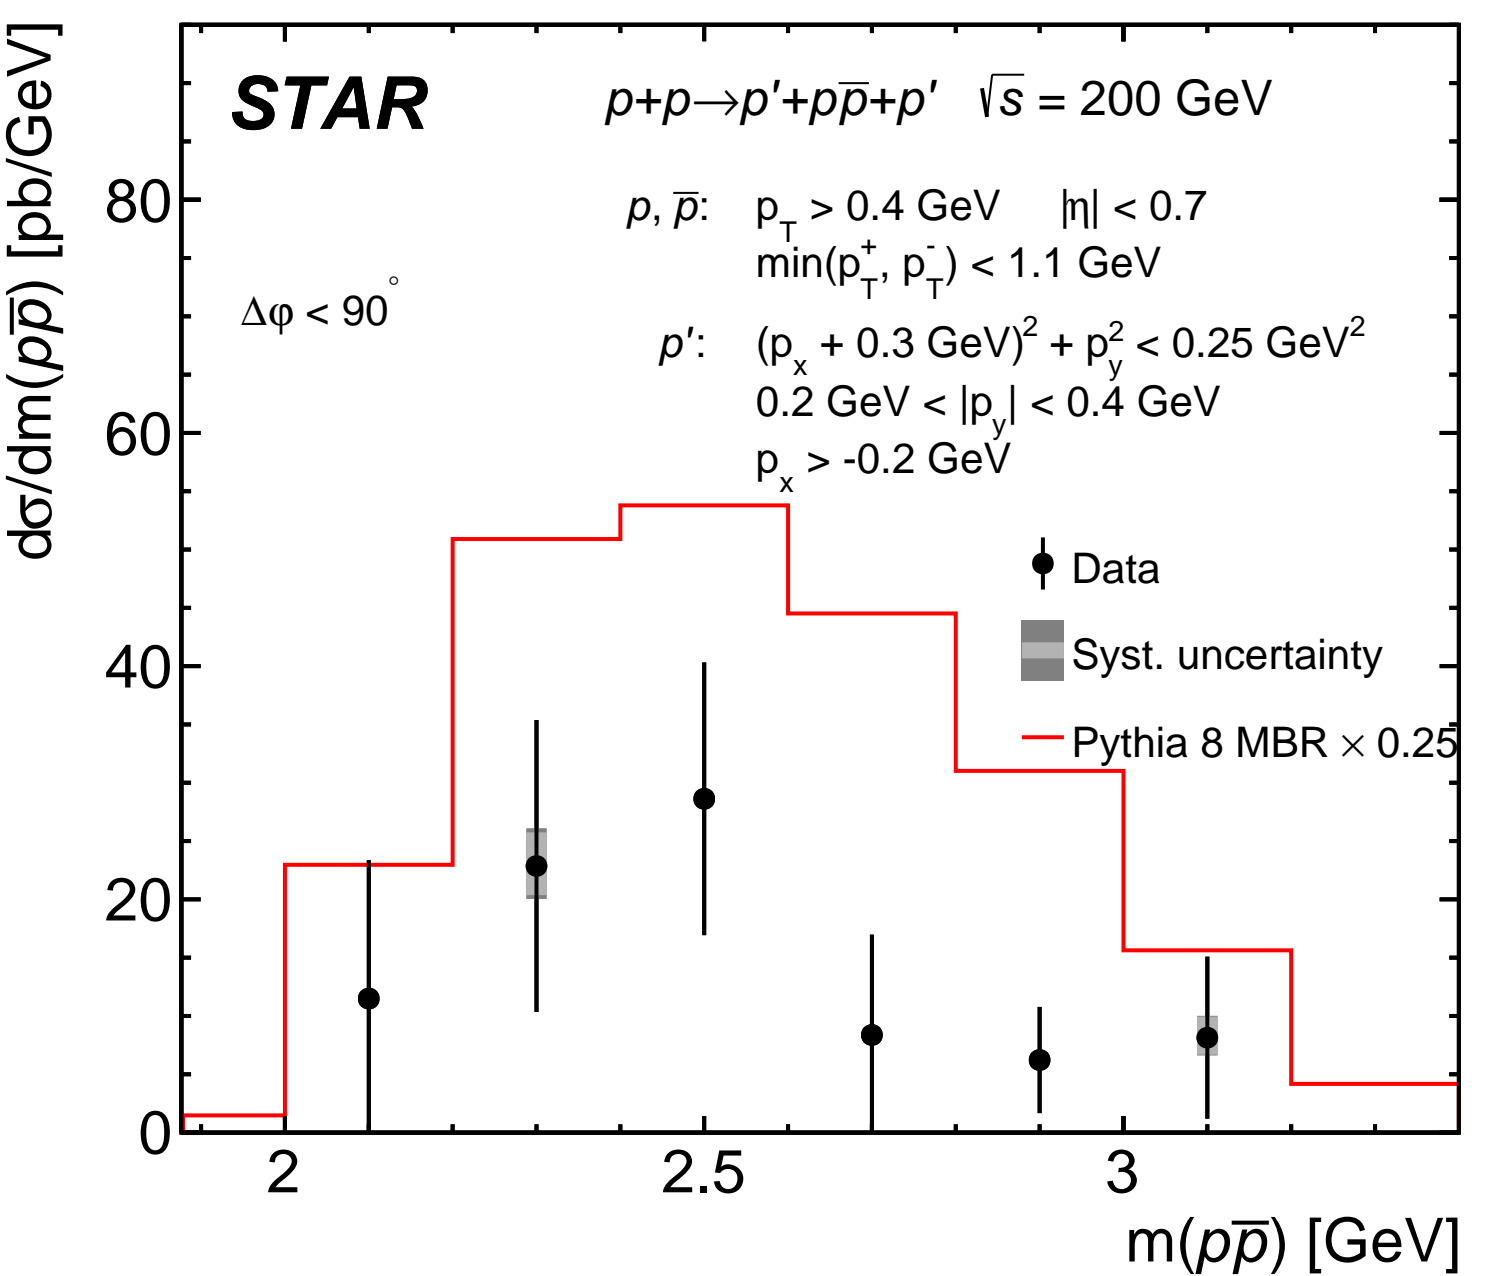 dσ/dm(pp̅) [pb/GeV]
STAR
p+p→p′+pp̅+p′ √s = 200 GeV
p, p̅: p_T > 0.4 GeV |η| < 0.7
min(p_T^+, p_T^-) < 1.1 GeV
Δφ < 90°
p′: (p_x + 0.3 GeV)² + p_y² < 0.25 GeV²
0.2 GeV < |p_y| < 0.4 GeV
p_x > -0.2 GeV
Data
Syst. uncertainty
Pythia 8 MBR × 0.25
80
60
40
20
0
2 2.5 3
m(pp̅) [GeV]